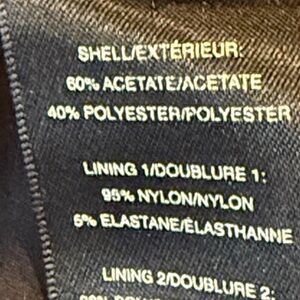 SHELL/EXTÉRIEUR:
60% ACETATE/ACETATE
40% POLYESTER/POLYESTER
LINING 1/DOUBLURE 1:
95% NYLON/NYLON
5% ELASTANE/ÉLASTHANNE
LINING 2/DOUBLURE 2: